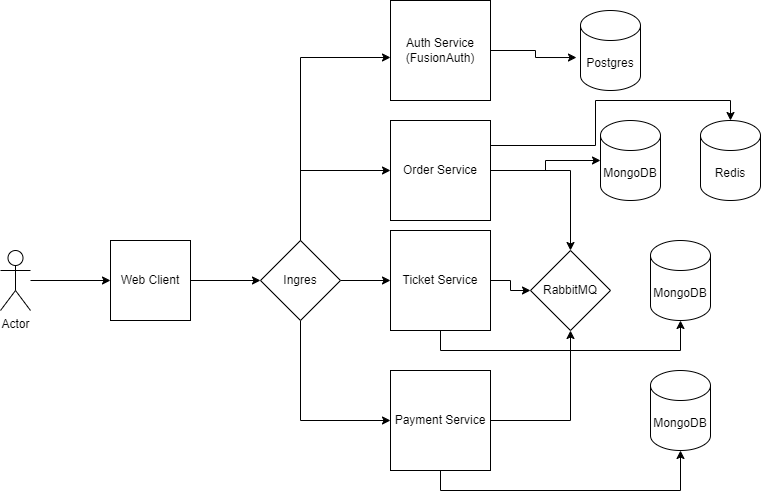 Auth Service
(FusionAuth)
Postgres
Order Service
MongoDB
Redis
Actor
Web Client
Ingres
Ticket Service
RabbitMQ
MongoDB
Payment Service
MongoDB